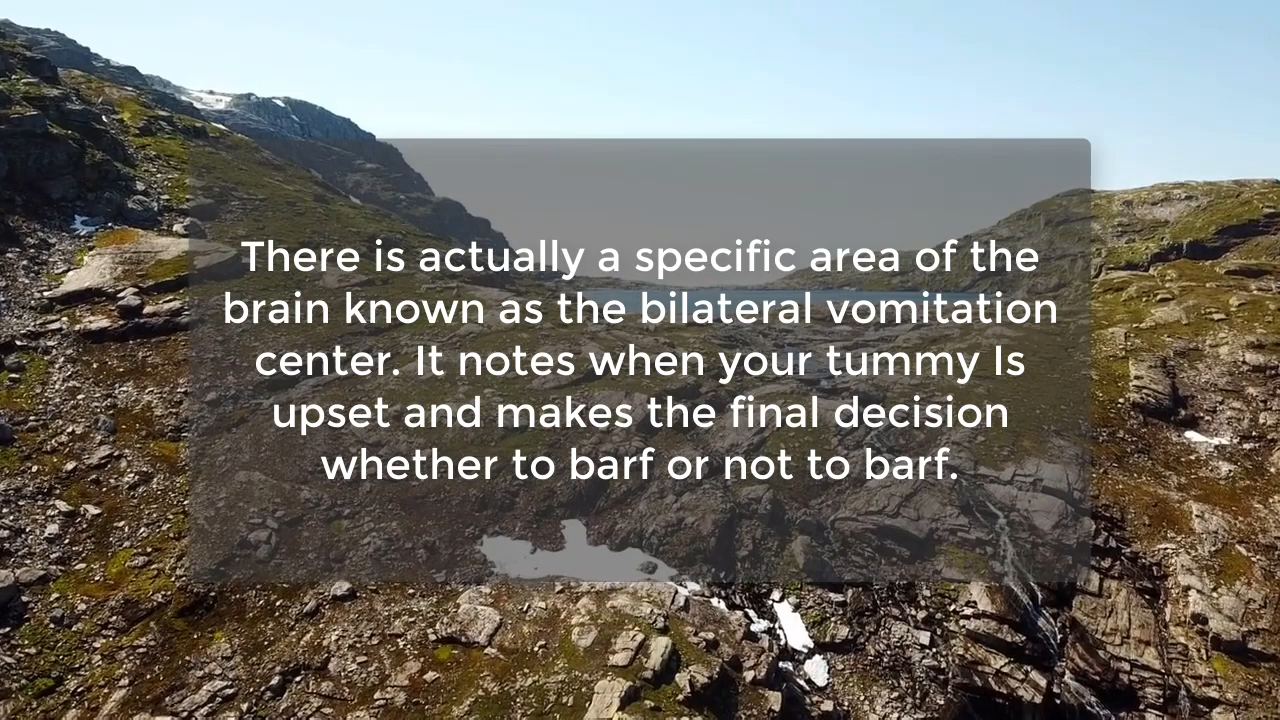 There is actually a specific area of the
brain known as the bilateral vomitation
center. It notes when your tummy Is
upset and makes the final decision
whether to barf or not to barf.